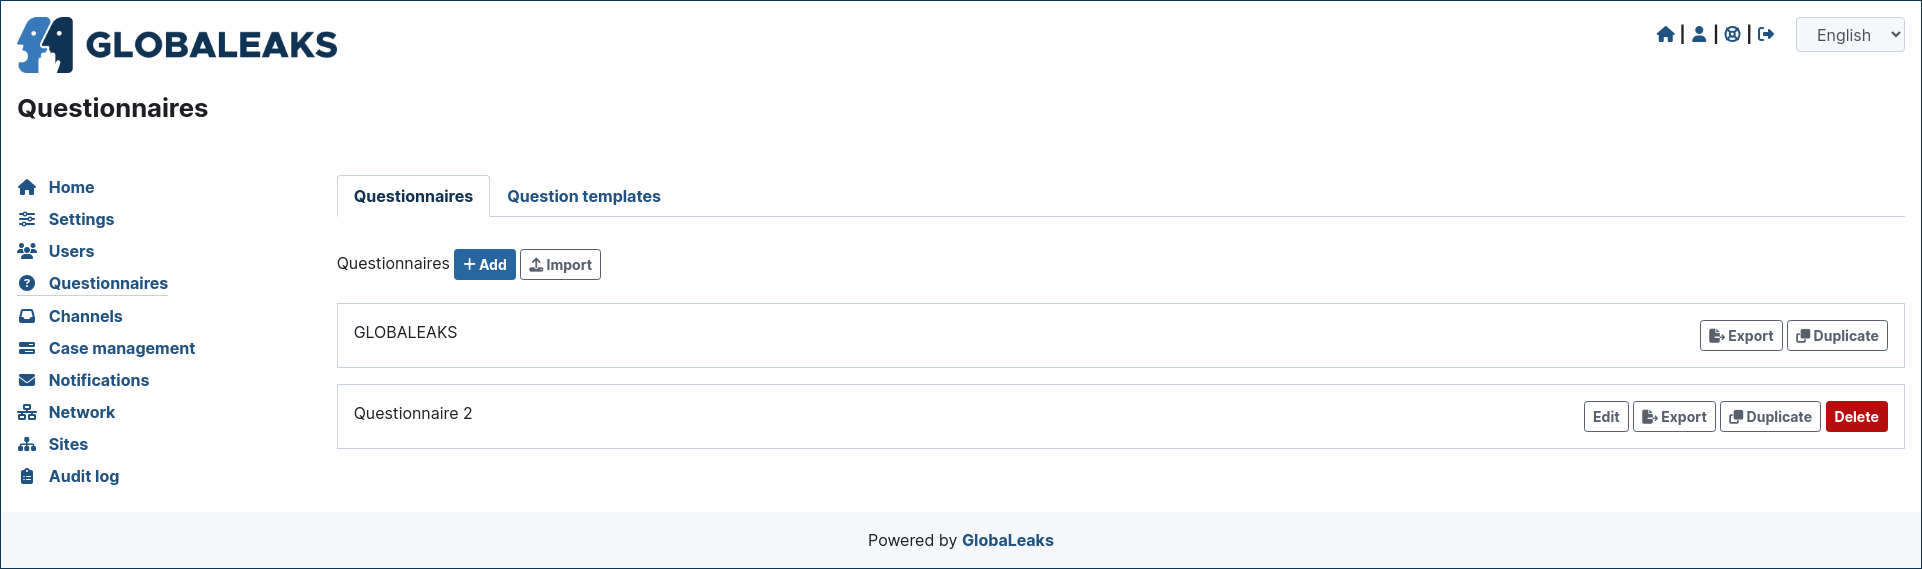 GLOBALEAKS
English
Questionnaires
Home
Settings
Users
Questionnaires
Channels
Case management
Notifications
Network
Sites
Audit log
Questionnaires
Question templates
Questionnaires
Add
Import
GLOBALEAKS
Export
Duplicate
Questionnaire 2
Edit
Export
Duplicate
Delete
Powered by GlobaLeaks